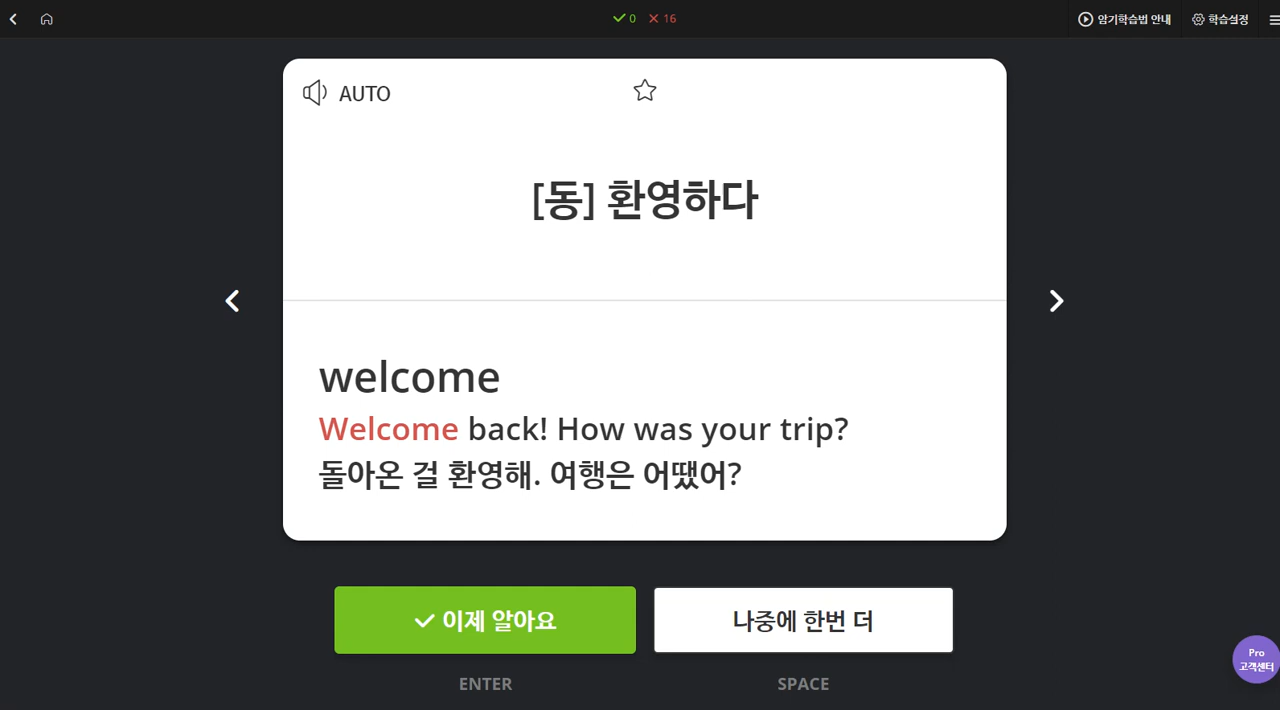 0 16 암기학습법 안내 학습설정
AUTO
[동] 환영하다
welcome
Welcome back! How was your trip?
돌아온 걸 환영해. 여행은 어땠어?
이제 알아요 나중에 한번 더
Pro
고객센터
ENTER SPACE